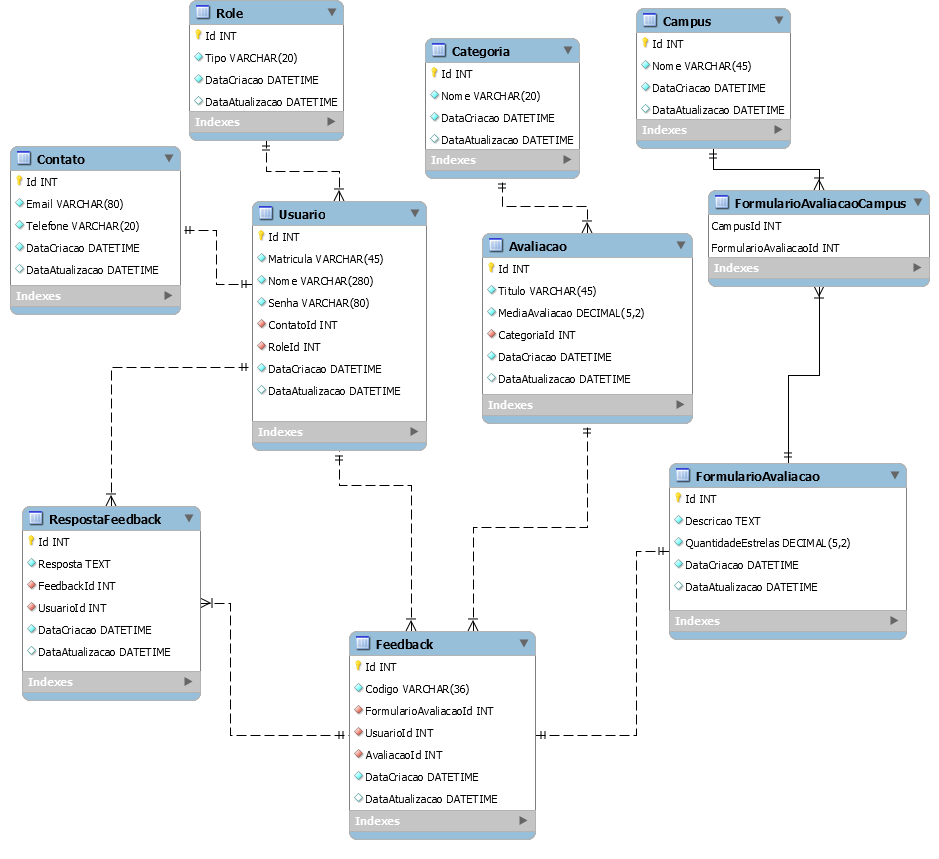 Role
Id INT
Tipo VARCHAR(20)
DataCriacao DATETIME
DataAtualizacao DATETIME
Indexes
Categoria
Id INT
Nome VARCHAR(20)
DataCriacao DATETIME
DataAtualizacao DATETIME
Indexes
Campus
Id INT
Nome VARCHAR(45)
DataCriacao DATETIME
DataAtualizacao DATETIME
Indexes
Contato
Id INT
Email VARCHAR(80)
Telefone VARCHAR(20)
DataCriacao DATETIME
DataAtualizacao DATETIME
Indexes
Usuario
Id INT
Matricula VARCHAR(45)
Nome VARCHAR(280)
Senha VARCHAR(80)
ContatoId INT
RoleId INT
DataCriacao DATETIME
DataAtualizacao DATETIME
Indexes
Avaliacao
Id INT
Titulo VARCHAR(45)
MediaAvaliacao DECIMAL(5,2)
CategoriaId INT
DataCriacao DATETIME
DataAtualizacao DATETIME
Indexes
FormularioAvaliacaoCampus
CampusId INT
FormularioAvaliacaoId INT
Indexes
RespostaFeedback
Id INT
Resposta TEXT
FeedbackId INT
UsuarioId INT
DataCriacao DATETIME
DataAtualizacao DATETIME
Indexes
FormularioAvaliacao
Id INT
Descricao TEXT
QuantidadeEstrelas DECIMAL(5,2)
DataCriacao DATETIME
DataAtualizacao DATETIME
Indexes
Feedback
Id INT
Codigo VARCHAR(36)
FormularioAvaliacaoId INT
UsuarioId INT
AvaliacaoId INT
DataCriacao DATETIME
DataAtualizacao DATETIME
Indexes